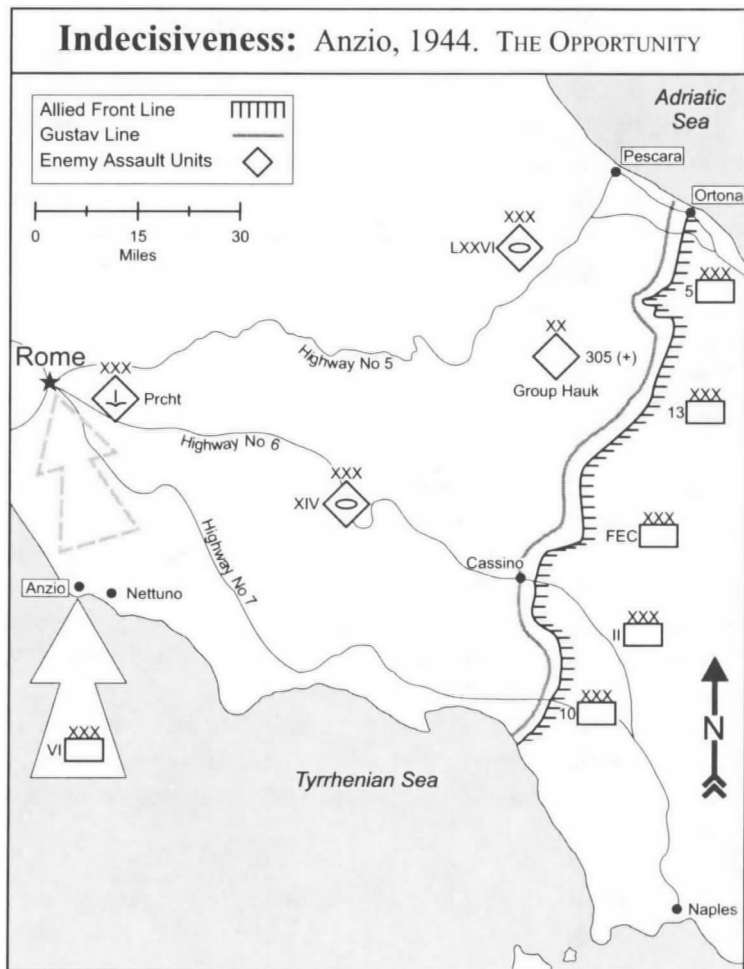 Indecisiveness: Anzio, 1944. THE OPPORTUNITY
Allied Front Line
Gustav Line
Enemy Assault Units
0 15 30
Miles
Adriatic
Sea
Pescara
Ortona
XXX
LXXVI
XXX
5
XX
305 (+)
Group Hauk
Highway No 5
Rome
XXX
Prcht
XXX
13
Highway No 6
XXX
XIV
XXX
FEC
Highway No 7
Cassino
Anzio
Nettuno
XXX
II
XXX
10
XXX
VI
N
Tyrrhenian Sea
Naples